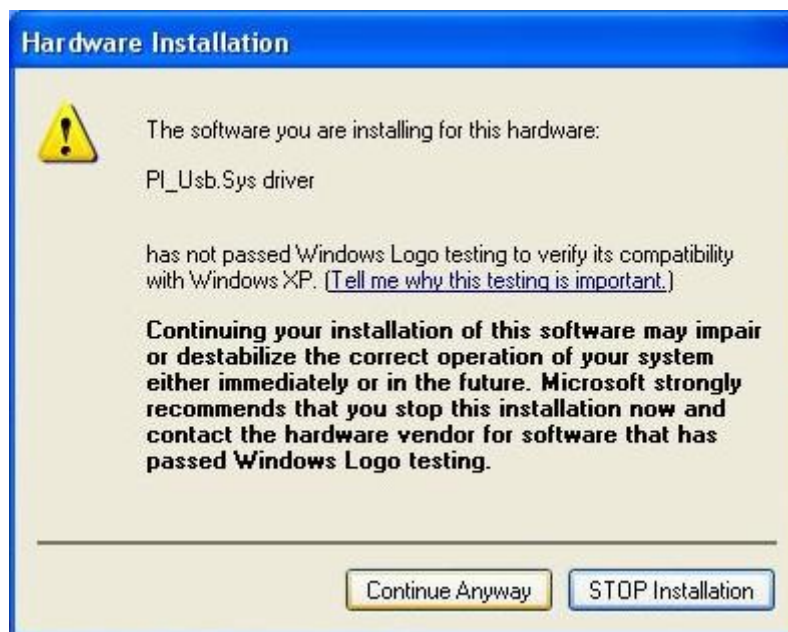 Hardware Installation
The software you are installing for this hardware:
PI_Usb.Sys driver
has not passed Windows Logo testing to verify its compatibility
with Windows XP. (Tell me why this testing is important.)
Continuing your installation of this software may impair
or destabilize the correct operation of your system
either immediately or in the future. Microsoft strongly
recommends that you stop this installation now and
contact the hardware vendor for software that has
passed Windows Logo testing.
Continue Anyway
STOP Installation